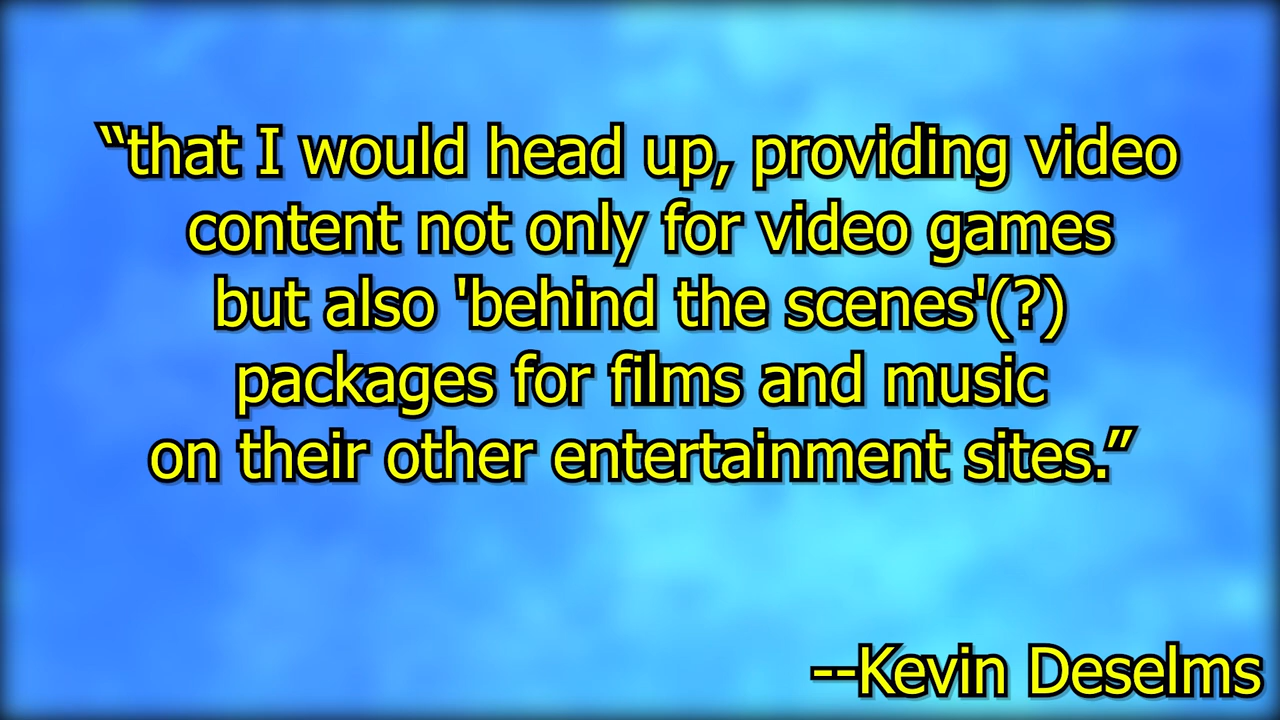 “that I would head up, providing video
content not only for video games
but also 'behind the scenes'(?)
packages for films and music
on their other entertainment sites.”
--Kevin Deselms